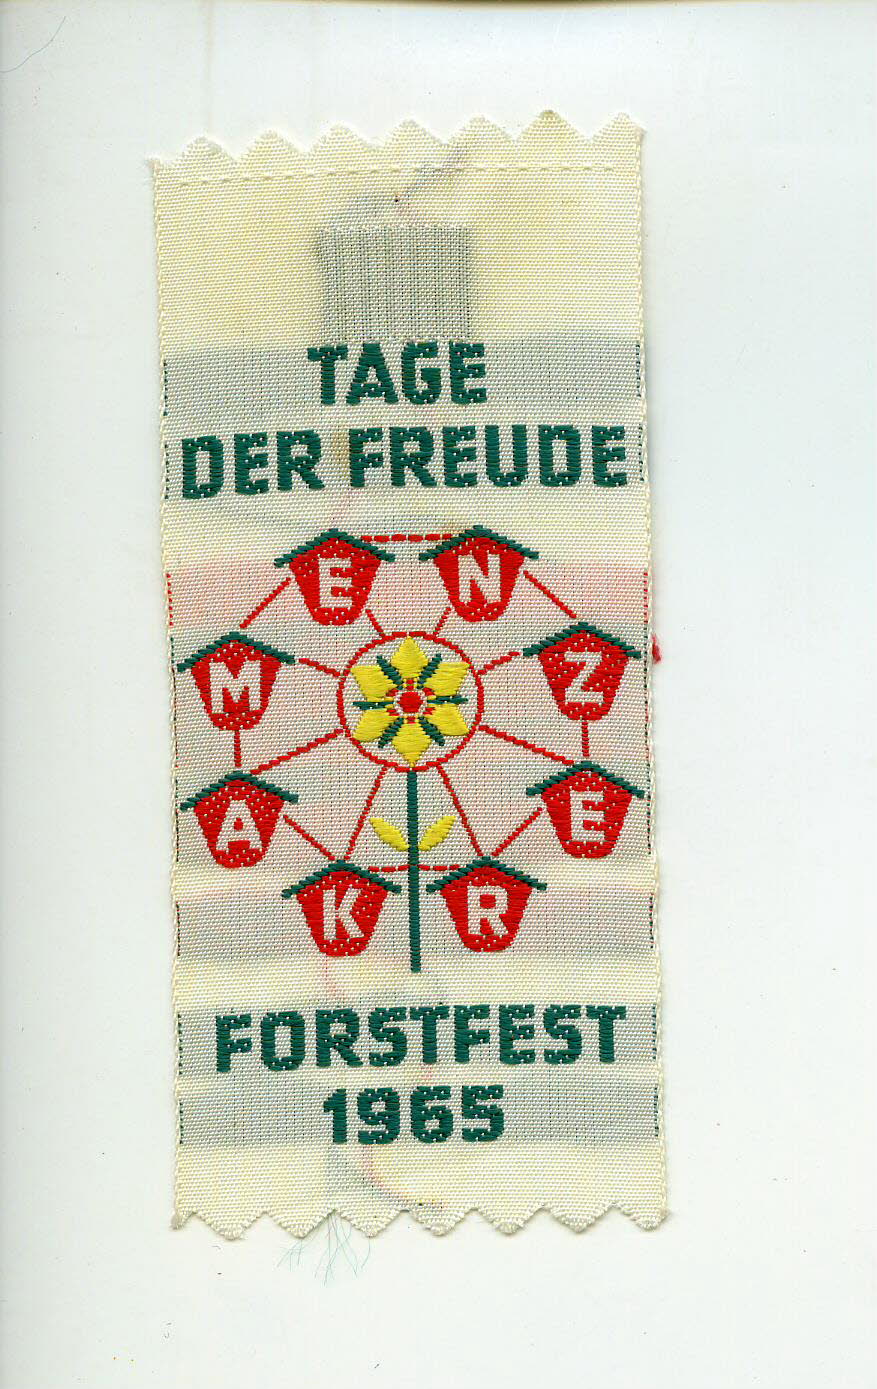 TAGE
DER FREUDE
KAMENZER
FORSTFEST
1965